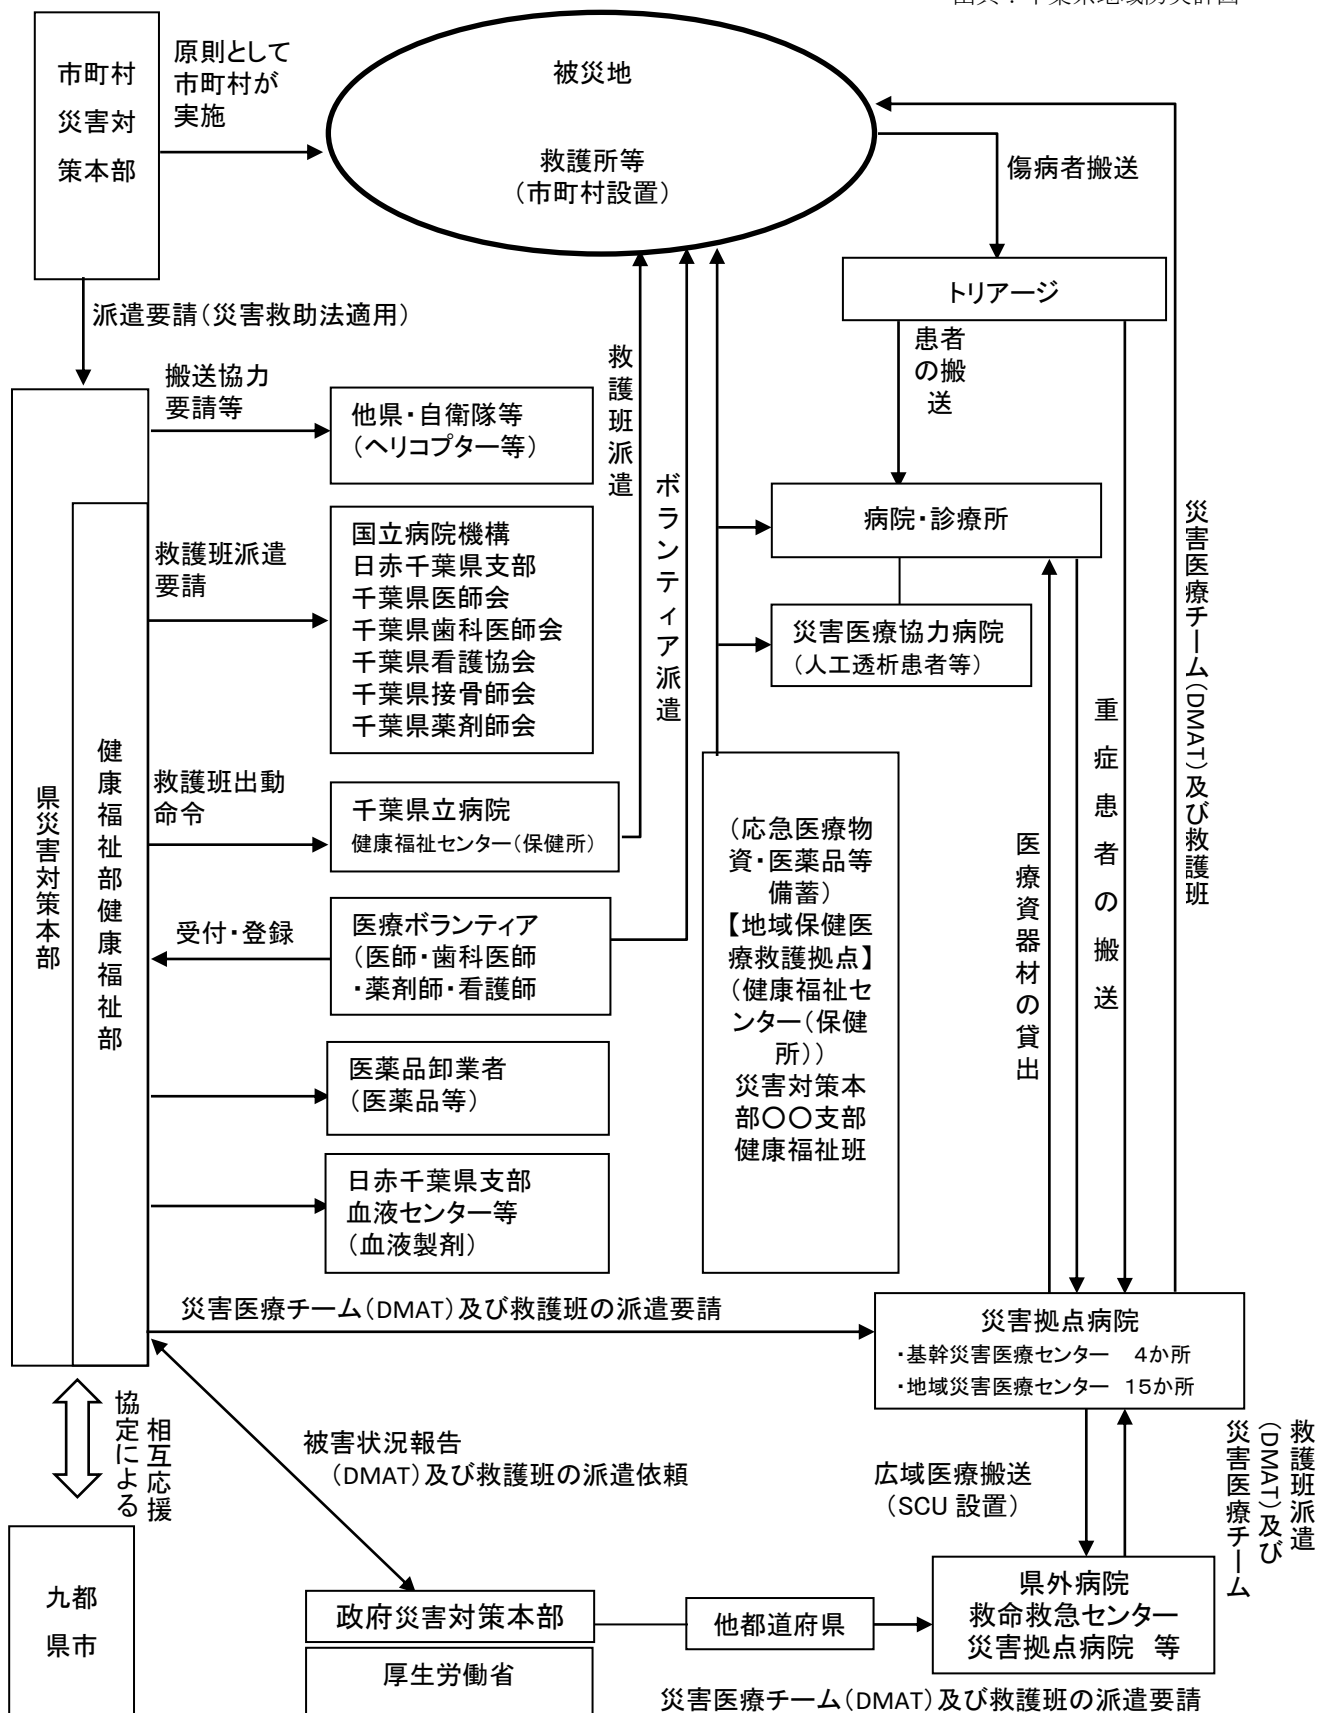 市町村
災害対
策本部
原則として
市町村が
実施
被災地
救護所等
（市町村設置）
傷病者搬送
トリアージ
派遣要請（災害救助法適用）
患者
の搬
送
搬送協力
要請等
他県・自衛隊等
（ヘリコプター等）
救護班派遣
ボランティア派遣
病院・診療所
災害医療協力病院
（人工透析患者等）
救護班派遣
要請
国立病院機構
日赤千葉県支部
千葉県医師会
千葉県歯科医師会
千葉県看護協会
千葉県接骨師会
千葉県薬剤師会
県災害対策本部
健康福祉部健康福祉部
救護班出動
命令
千葉県立病院
健康福祉センター（保健所）
受付・登録
医療ボランティア
（医師・歯科医師
・薬剤師・看護師
医薬品卸業者
（医薬品等）
日赤千葉県支部
血液センター等
（血液製剤）
（応急医療物
資・医薬品等
備蓄）
【地域保健医
療救護拠点】
（健康福祉セ
ンター（保健
所））
災害対策本
部〇〇支部
健康福祉班
医療資器材の貸出
重症患者の搬送
災害医療チーム（DMAT）及び救護班
災害医療チーム（DMAT）及び救護班の派遣要請
災害拠点病院
・基幹災害医療センター　4か所
・地域災害医療センター　15か所
相互応援
協定による
被害状況報告
（DMAT）及び救護班の派遣依頼
広域医療搬送
（SCU 設置）
救護班派遣
（DMAT）及び
災害医療チーム
九都
県市
政府災害対策本部
厚生労働省
他都道府県
県外病院
救命救急センター
災害拠点病院　等
災害医療チーム（DMAT）及び救護班の派遣要請